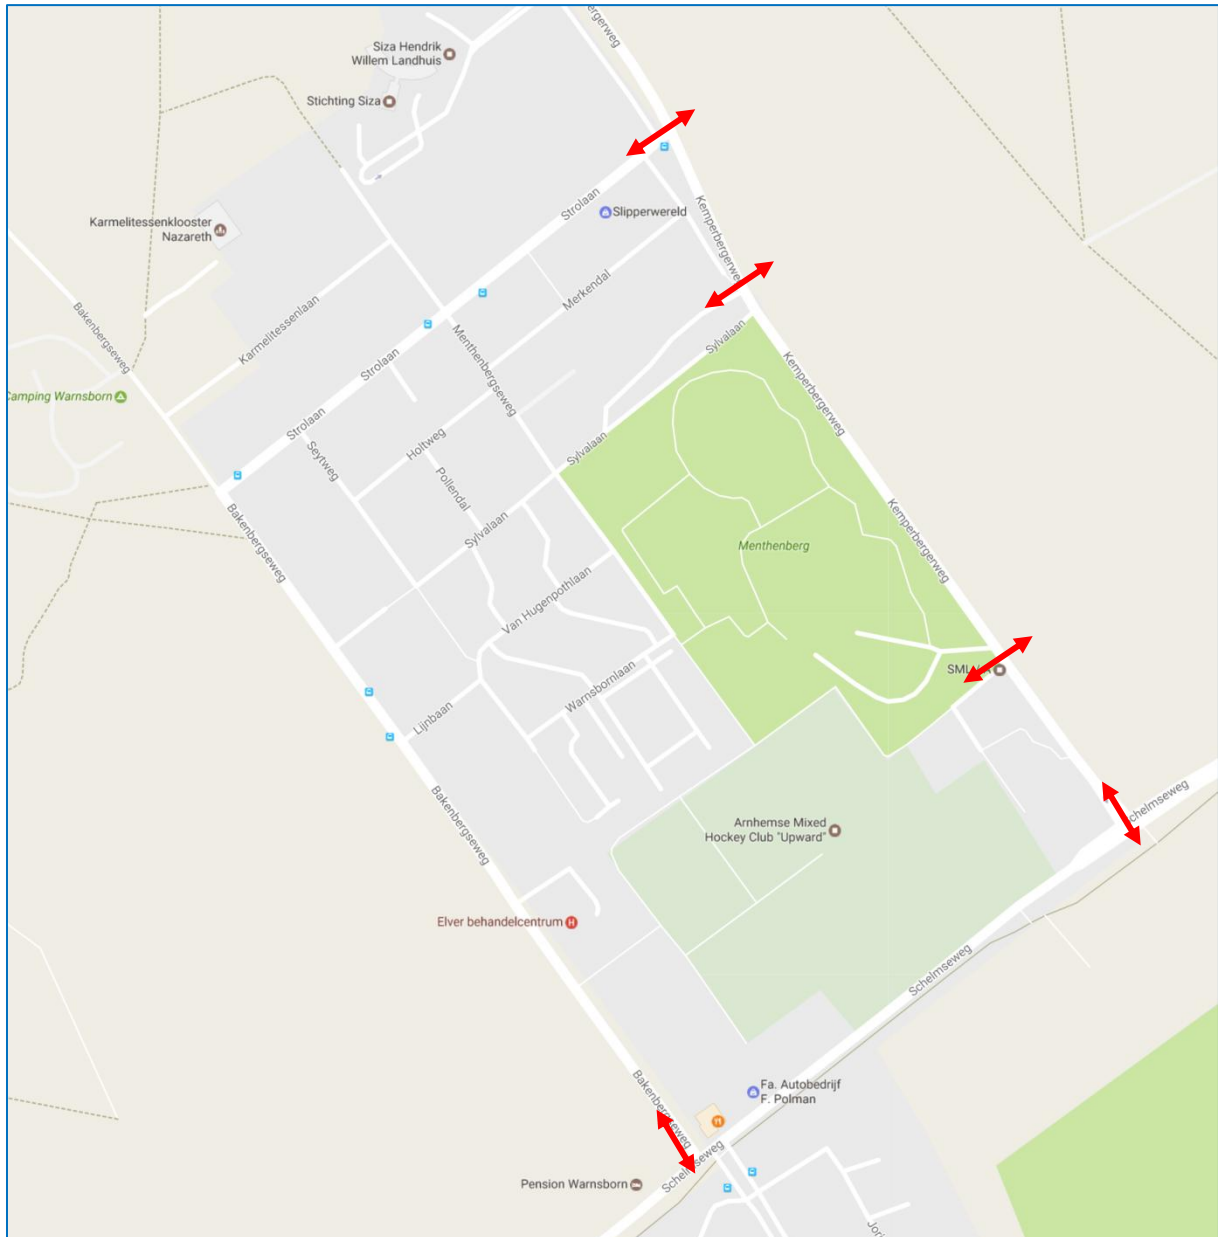 Kemperbergerweg
Siza Hendrik
Willem Landhuis
Stichting Siza
Strolaan
Slipperwereld
Karmelitessenklooster
Nazareth
Kemperbergerweg
Merkendal
Bakenbergseweg
Karmelitessenlaan
Menthenbergseweg
Sylvalaan
Strolaan
Kemperbergerweg
Camping Warnsborn
Strolaan
Holtweg
Seytweg
Sylvalaan
Pollendal
Bakenbergseweg
Sylvalaan
Kemperbergerweg
Menthenberg
Van Hugenpothlaan
Warnsbornlaan
Lijnbaan
Bakenbergseweg
Schelmseweg
Arnhemse Mixed
Hockey Club "Upward"
Elver behandelcentrum
Schelmseweg
Bakenbergseweg
Fa. Autobedrijf
F. Polman
Schelmseweg
Pension Warnsborn